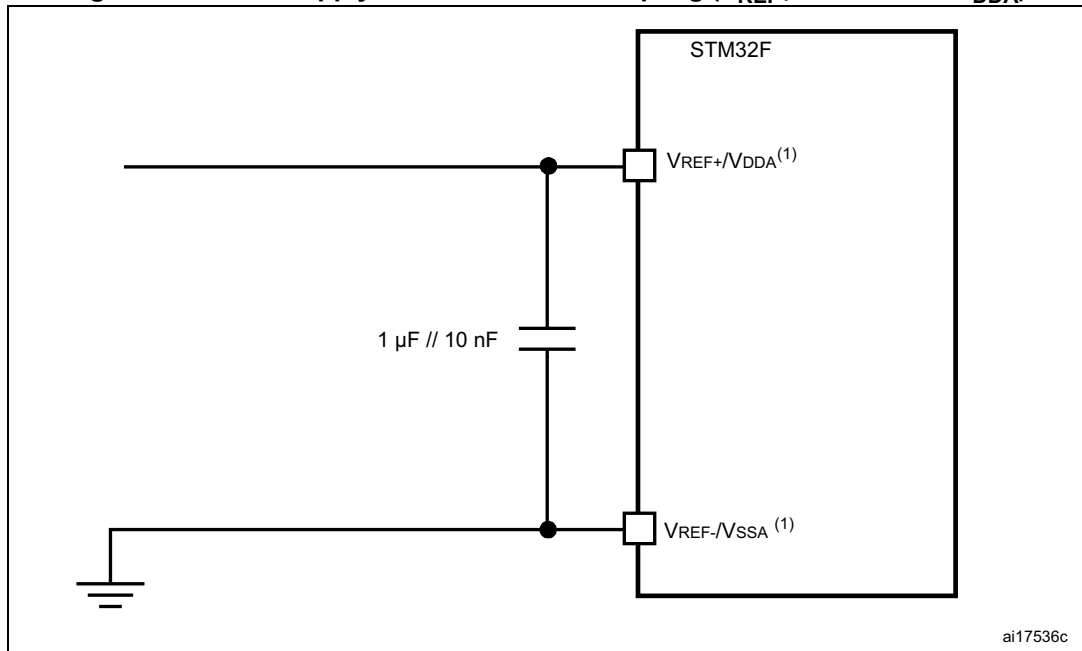 STM32F
VREF+/VDDA(1)
1 µF // 10 nF
VREF-/VSSA (1)
ai17536c